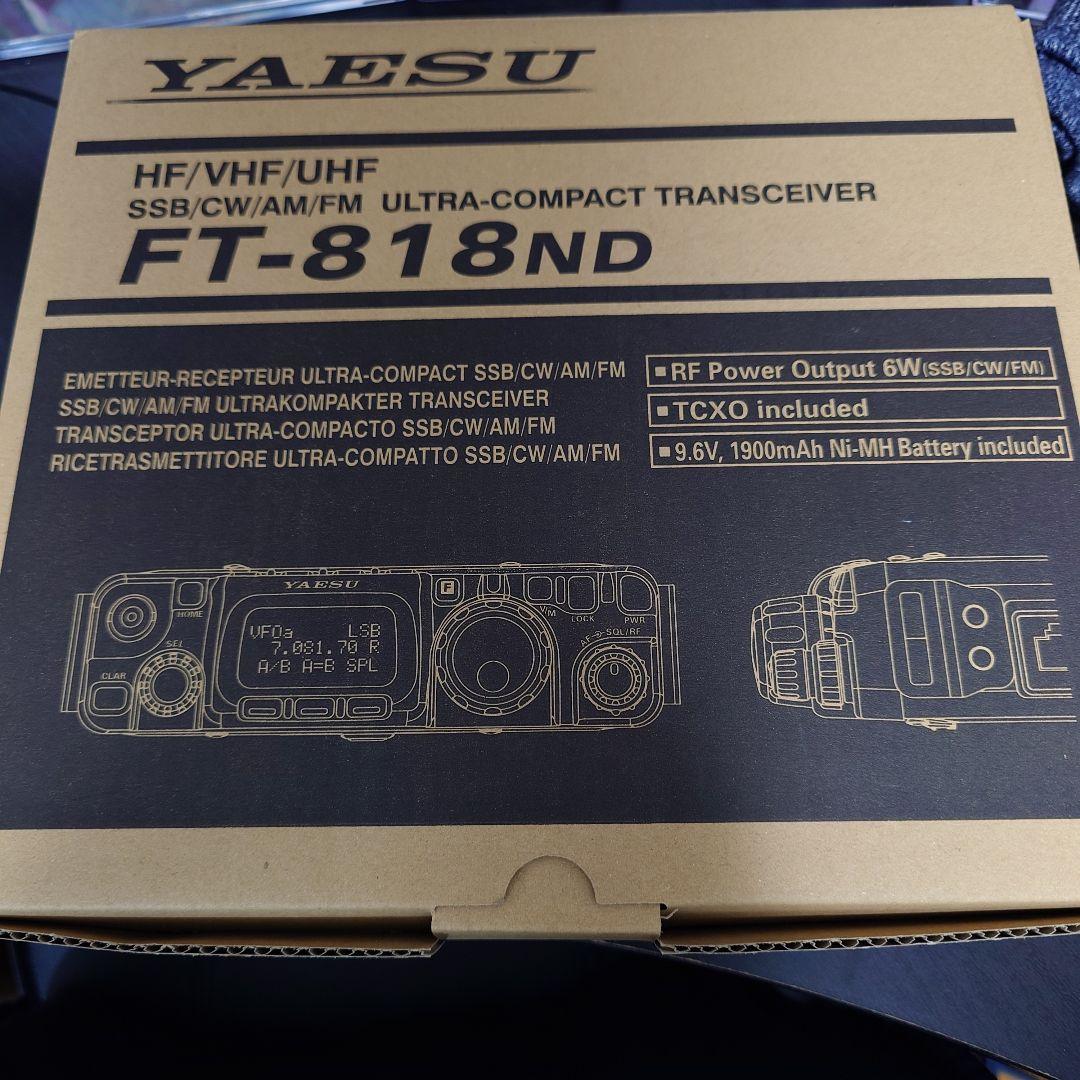 YAESU
HF/VHF/UHF
SSB/CW/AM/FM ULTRA-COMPACT TRANSCEIVER
FT-818ND
EMETTEUR-RECEPTEUR ULTRA-COMPACT SSB/CW/AM/FM
SSB/CW/AM/FM ULTRAKOMPAKTER TRANSCEIVER
TRANSCEPTOR ULTRA-COMPACTO SSB/CW/AM/FM
RICETRASMETTITORE ULTRA-COMPATTO SSB/CW/AM/FM
▪RF Power Output 6W(SSB/CW/FM)
▪TCXO included
▪9.6V, 1900mAh Ni-MH Battery included
YAESU
F
HOME
V/M
LOCK
PWR
SEL
AF SQL/RF
CLAR
VFOa LSB
7.081.70 R
A/B A=B SPL